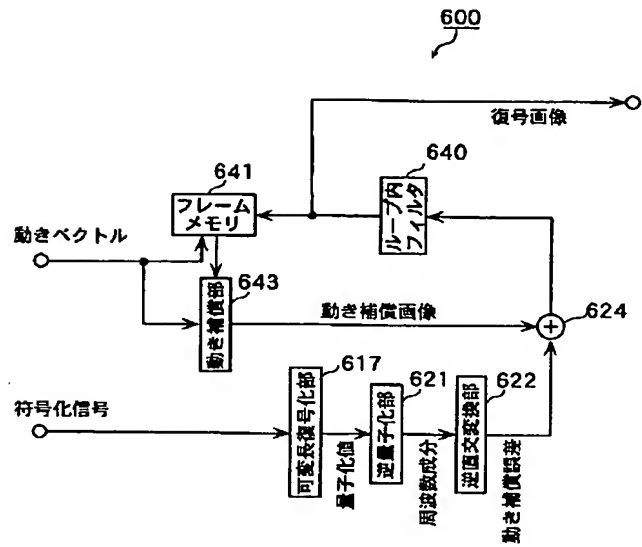 600
復号画像
640
ループ内
フィルタ
641
フレーム
メモリ
動きベクトル
643
動き補償部
動き補償画像
624
617
可変長復号化部
621
逆量子化部
622
逆直交変換部
符号化信号
量子化値
周波数成分
動き補償誤差